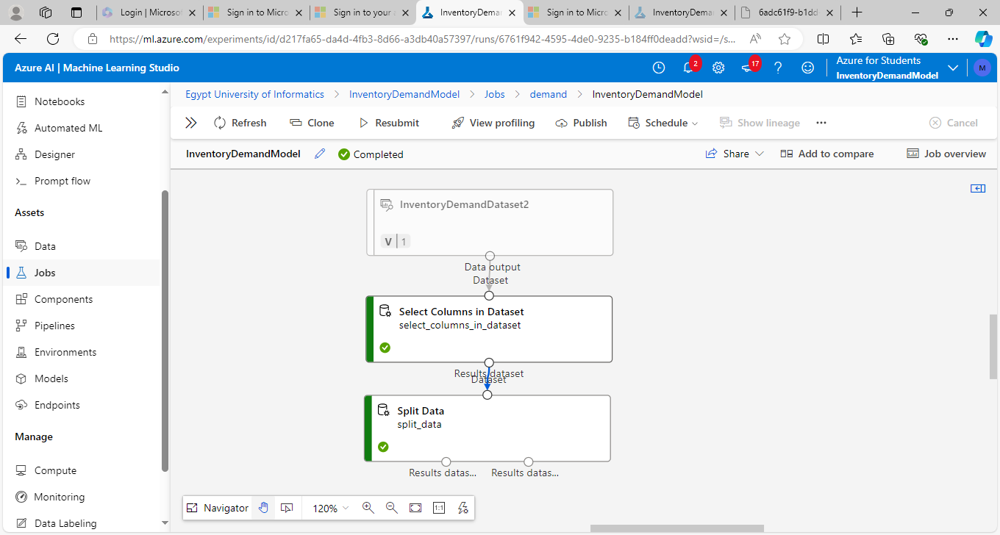 Login | Microso
Sign in to Micro
Sign in to your a
InventoryDeman
Sign in to Micro
InventoryDeman
6adc61f9-b1dd
https://ml.azure.com/experiments/id/d217fa65-da4d-4fb3-8d66-a3db40a57397/runs/6761f942-4595-4de0-9235-b184ff0deadd?wsid=/s...
Azure AI | Machine Learning Studio
2
17
Azure for Students
InventoryDemandModel
M
Notebooks
Automated ML
Designer
Prompt flow
Assets
Data
Jobs
Components
Pipelines
Environments
Models
Endpoints
Manage
Compute
Monitoring
Data Labeling
Egypt University of Informatics > InventoryDemandModel > Jobs > demand > InventoryDemandModel
Refresh Clone Resubmit View profiling Publish Schedule Show lineage ... Cancel
InventoryDemandModel Completed Share Add to compare Job overview
InventoryDemandDataset2
V 1
Data output
Dataset
Select Columns in Dataset
select_columns_in_dataset
Results dataset
Dataset
Split Data
split_data
Results datas... Results datas...
Navigator 120% 1:1